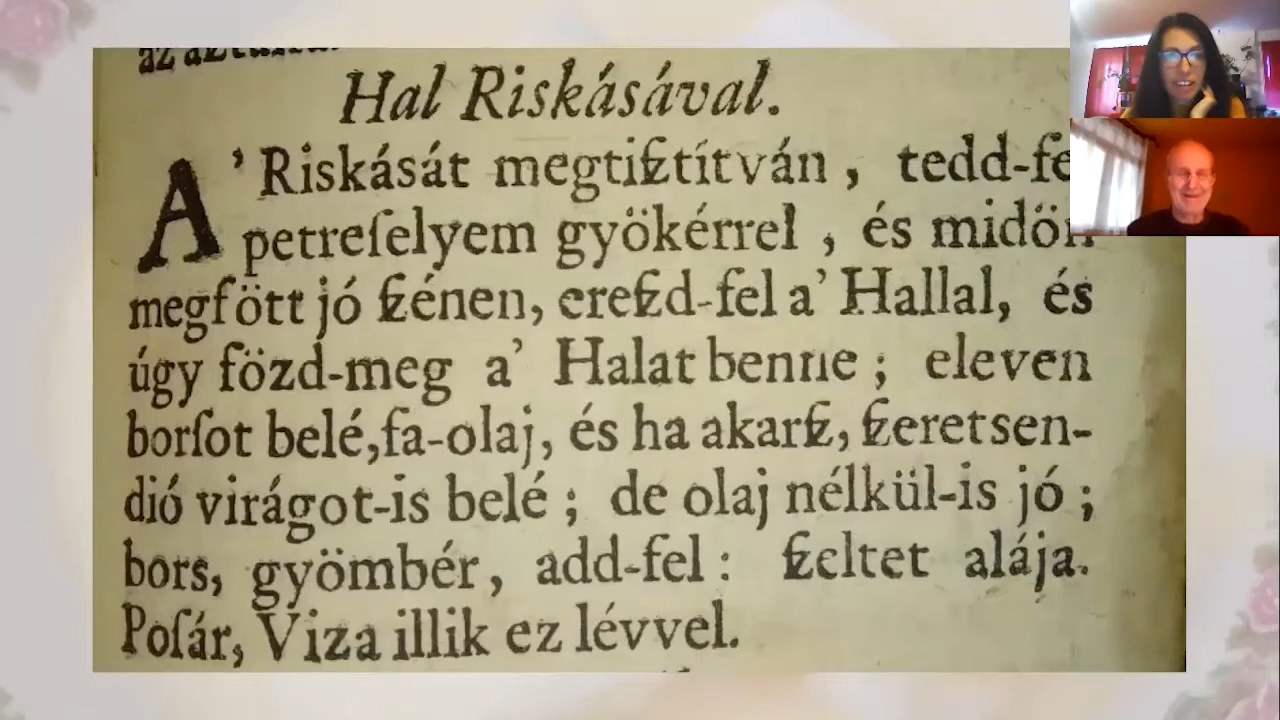 Hal Riskásával.
A' Riskását megtiſztítván, tedd-fe
petreſelyem gyökérrel, és midön
megfött jó ſzénen, ereſzd-fel a' Hallal, és
úgy fözd-meg a' Halat benne; eleven
borſot belé, fa-olaj, és ha akarſz, ſzeretsen-
dió virágot-is belé; de olaj nélkül-is jó;
bors, gyömbér, add-fel: ſzeltet alája.
Poſár, Viza illik ez lévvel.